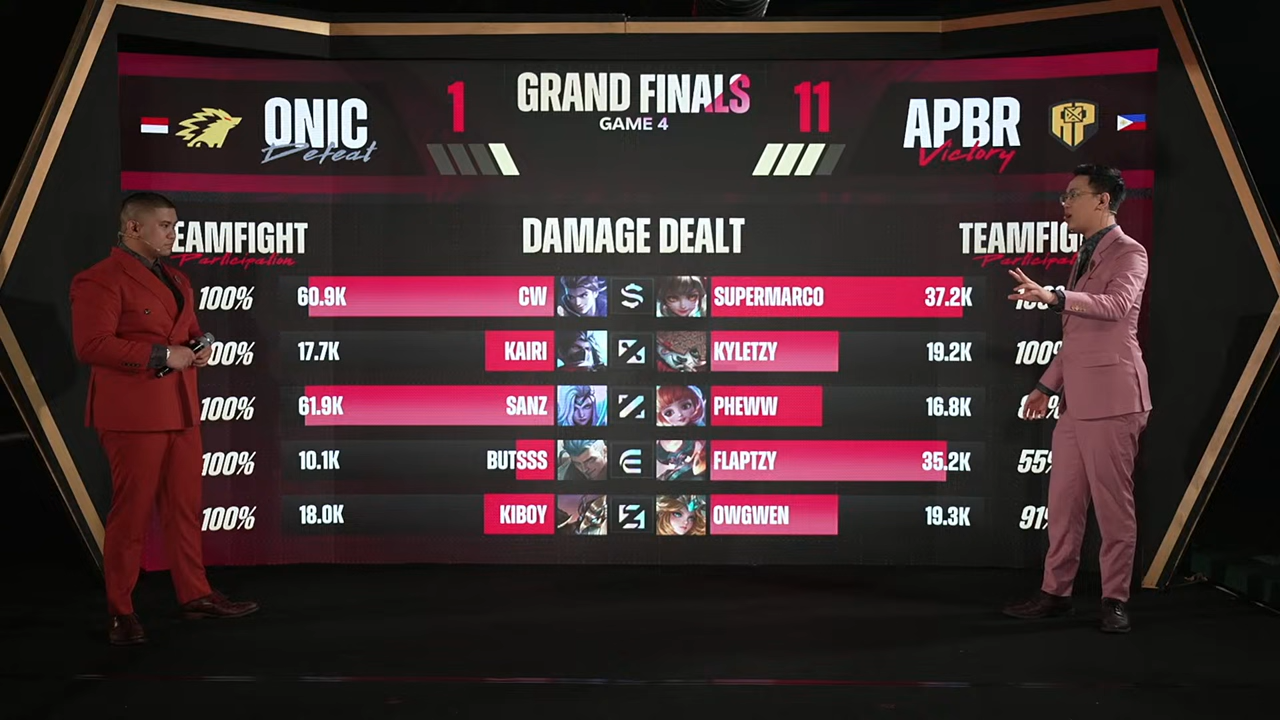 ONIC
Defeat
1
GRAND FINALS
GAME 4
11
APBR
Victory
EAMFIGHT
Participation
DAMAGE DEALT
TEAMFIG
Participat
100% 60.9K CW SUPERMARCO 37.2K
00% 17.7K KAIRI KYLETZY 19.2K 100%
100% 61.9K SANZ PHEWW 16.8K
100% 10.1K BUTSSS FLAPTZY 35.2K 55%
100% 18.0K KIBOY OWGWEN 19.3K 91%